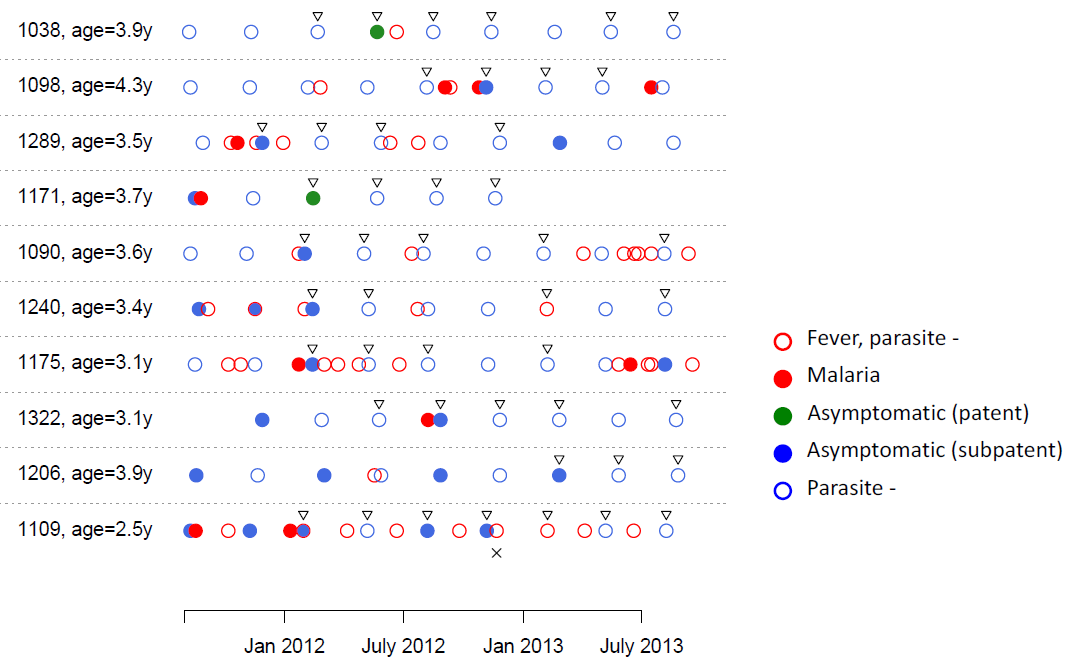 1038, age=3.9y
1098, age=4.3y
1289, age=3.5y
1171, age=3.7y
1090, age=3.6y
1240, age=3.4y
1175, age=3.1y
1322, age=3.1y
1206, age=3.9y
1109, age=2.5y
Jan 2012 July 2012 Jan 2013 July 2013
Fever, parasite -
Malaria
Asymptomatic (patent)
Asymptomatic (subpatent)
Parasite -